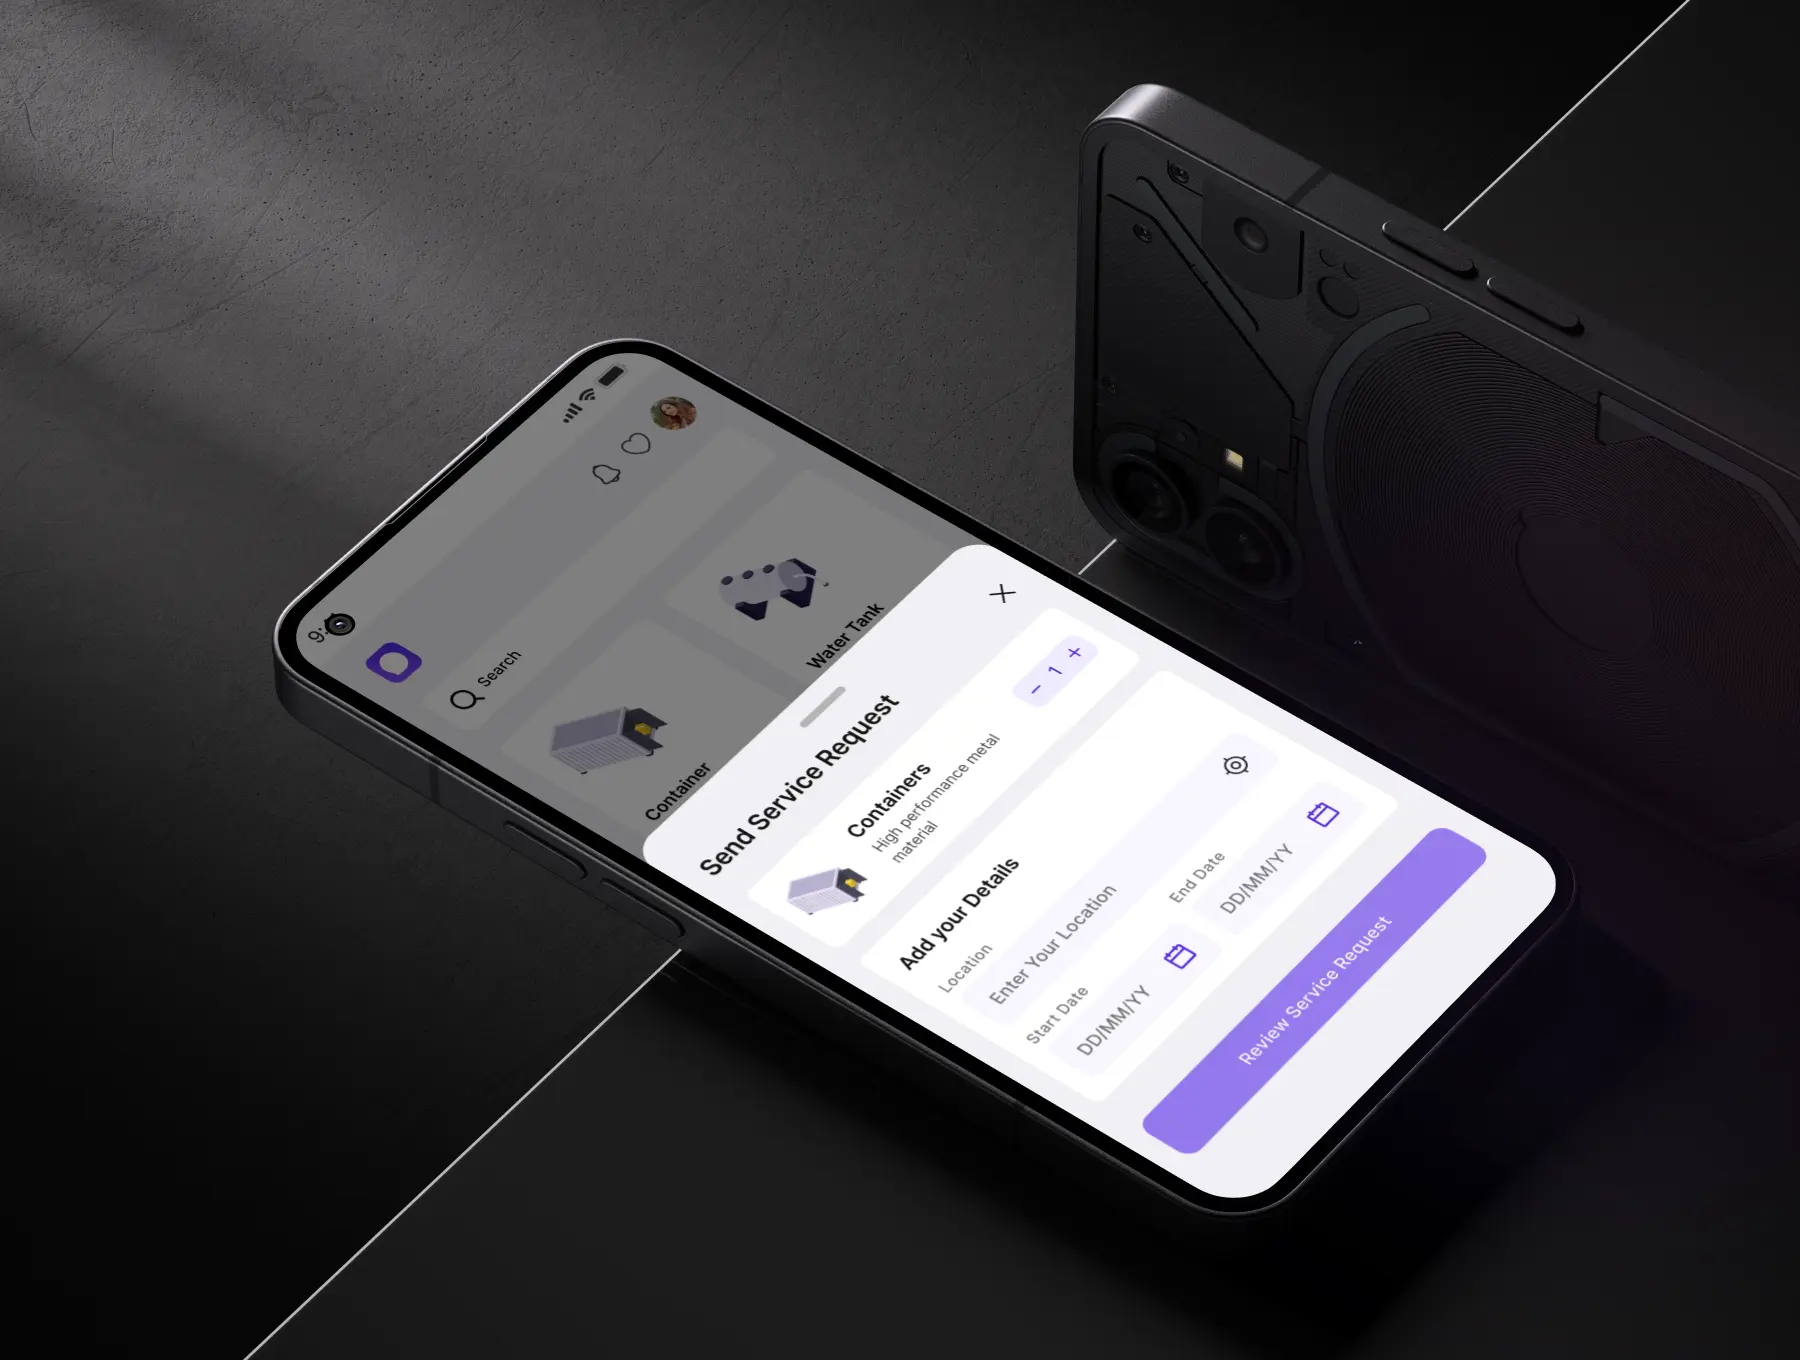 Search
Container
Water Tank
Send Service Request
Containers
High performance metal
material
- 1 +
Add your Details
Location
Enter Your Location
Start Date
End Date
DD/MM/YY
DD/MM/YY
Review Service Request